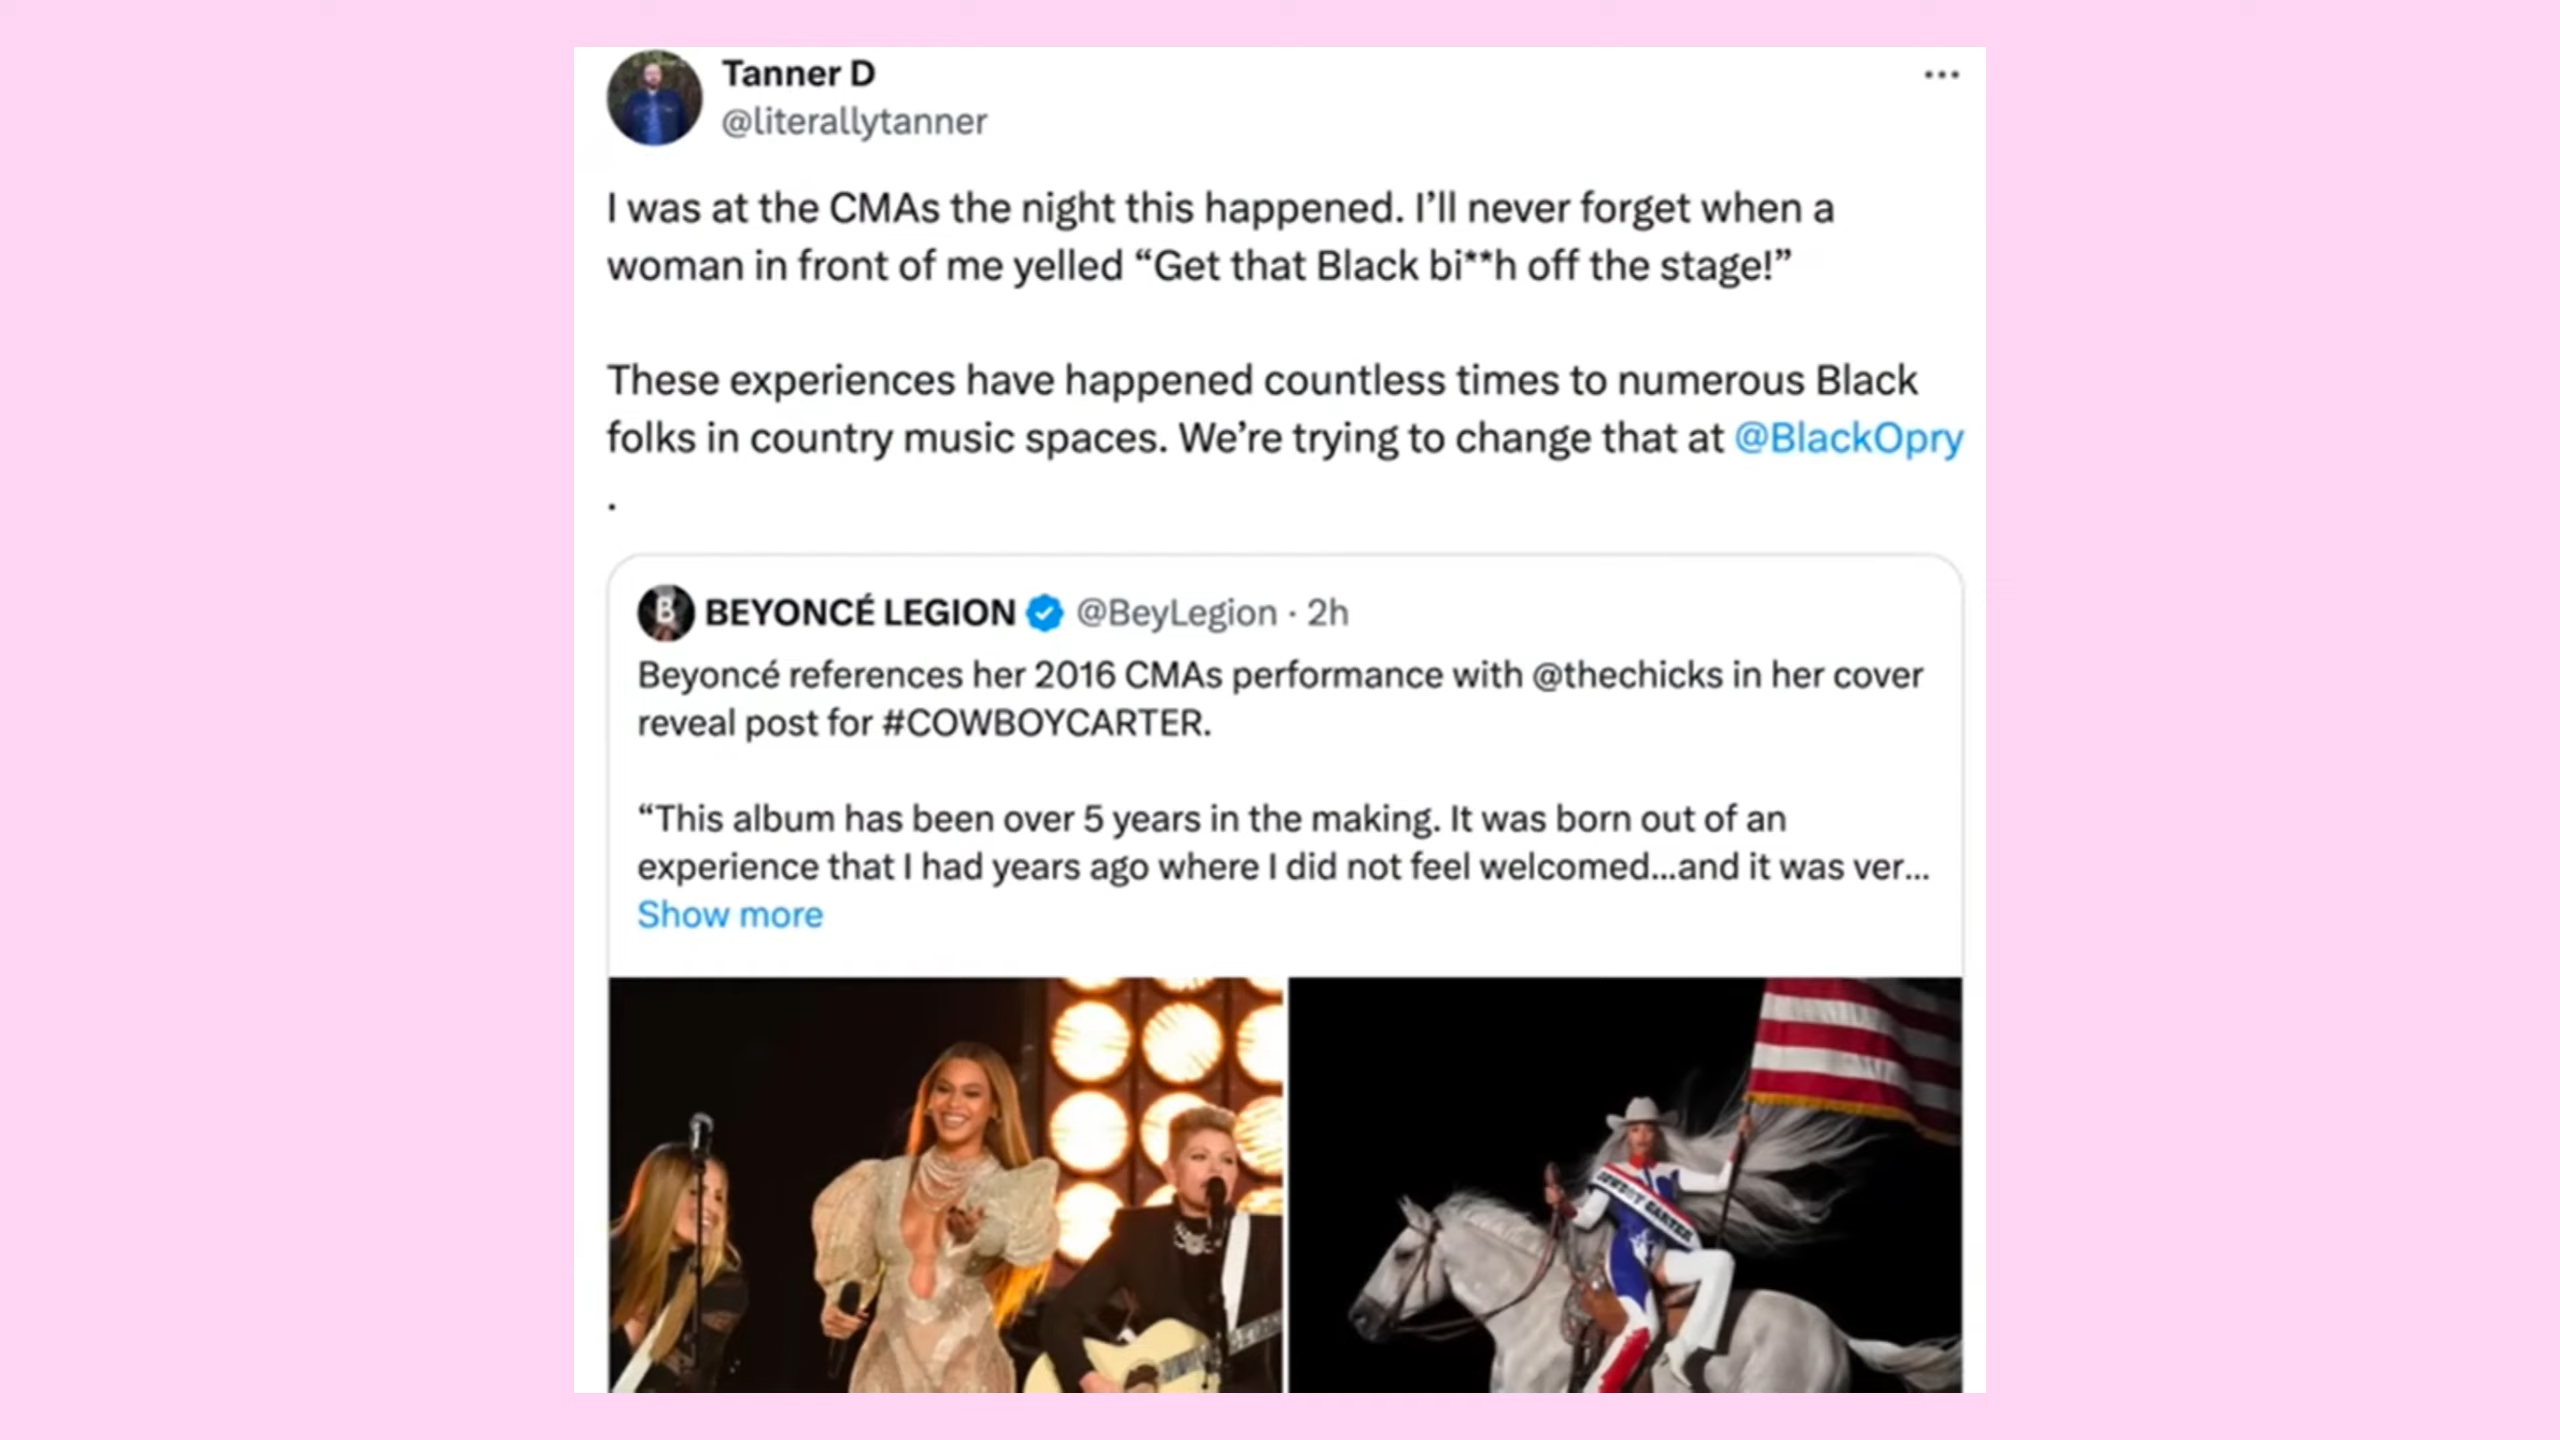 Tanner D
@literallytanner
I was at the CMAs the night this happened. I’ll never forget when a
woman in front of me yelled “Get that Black bi**h off the stage!”
These experiences have happened countless times to numerous Black
folks in country music spaces. We’re trying to change that at @BlackOpry
.
B
BEYONCÉ LEGION @BeyLegion · 2h
Beyoncé references her 2016 CMAs performance with @thechicks in her cover
reveal post for #COWBOYCARTER.
“This album has been over 5 years in the making. It was born out of an
experience that I had years ago where I did not feel welcomed...and it was ver...
Show more
COWBOY CARTER